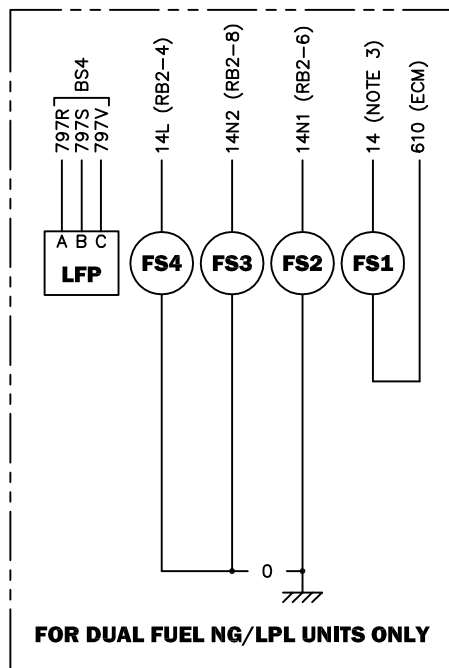 BS4
797R
797S
797V
14L (RB2-4)
14N2 (RB2-8)
14N1 (RB2-6)
14 (NOTE 3)
610 (ECM)
A B C
LFP
FS4
FS3
FS2
FS1
0
FOR DUAL FUEL NG/LPL UNITS ONLY